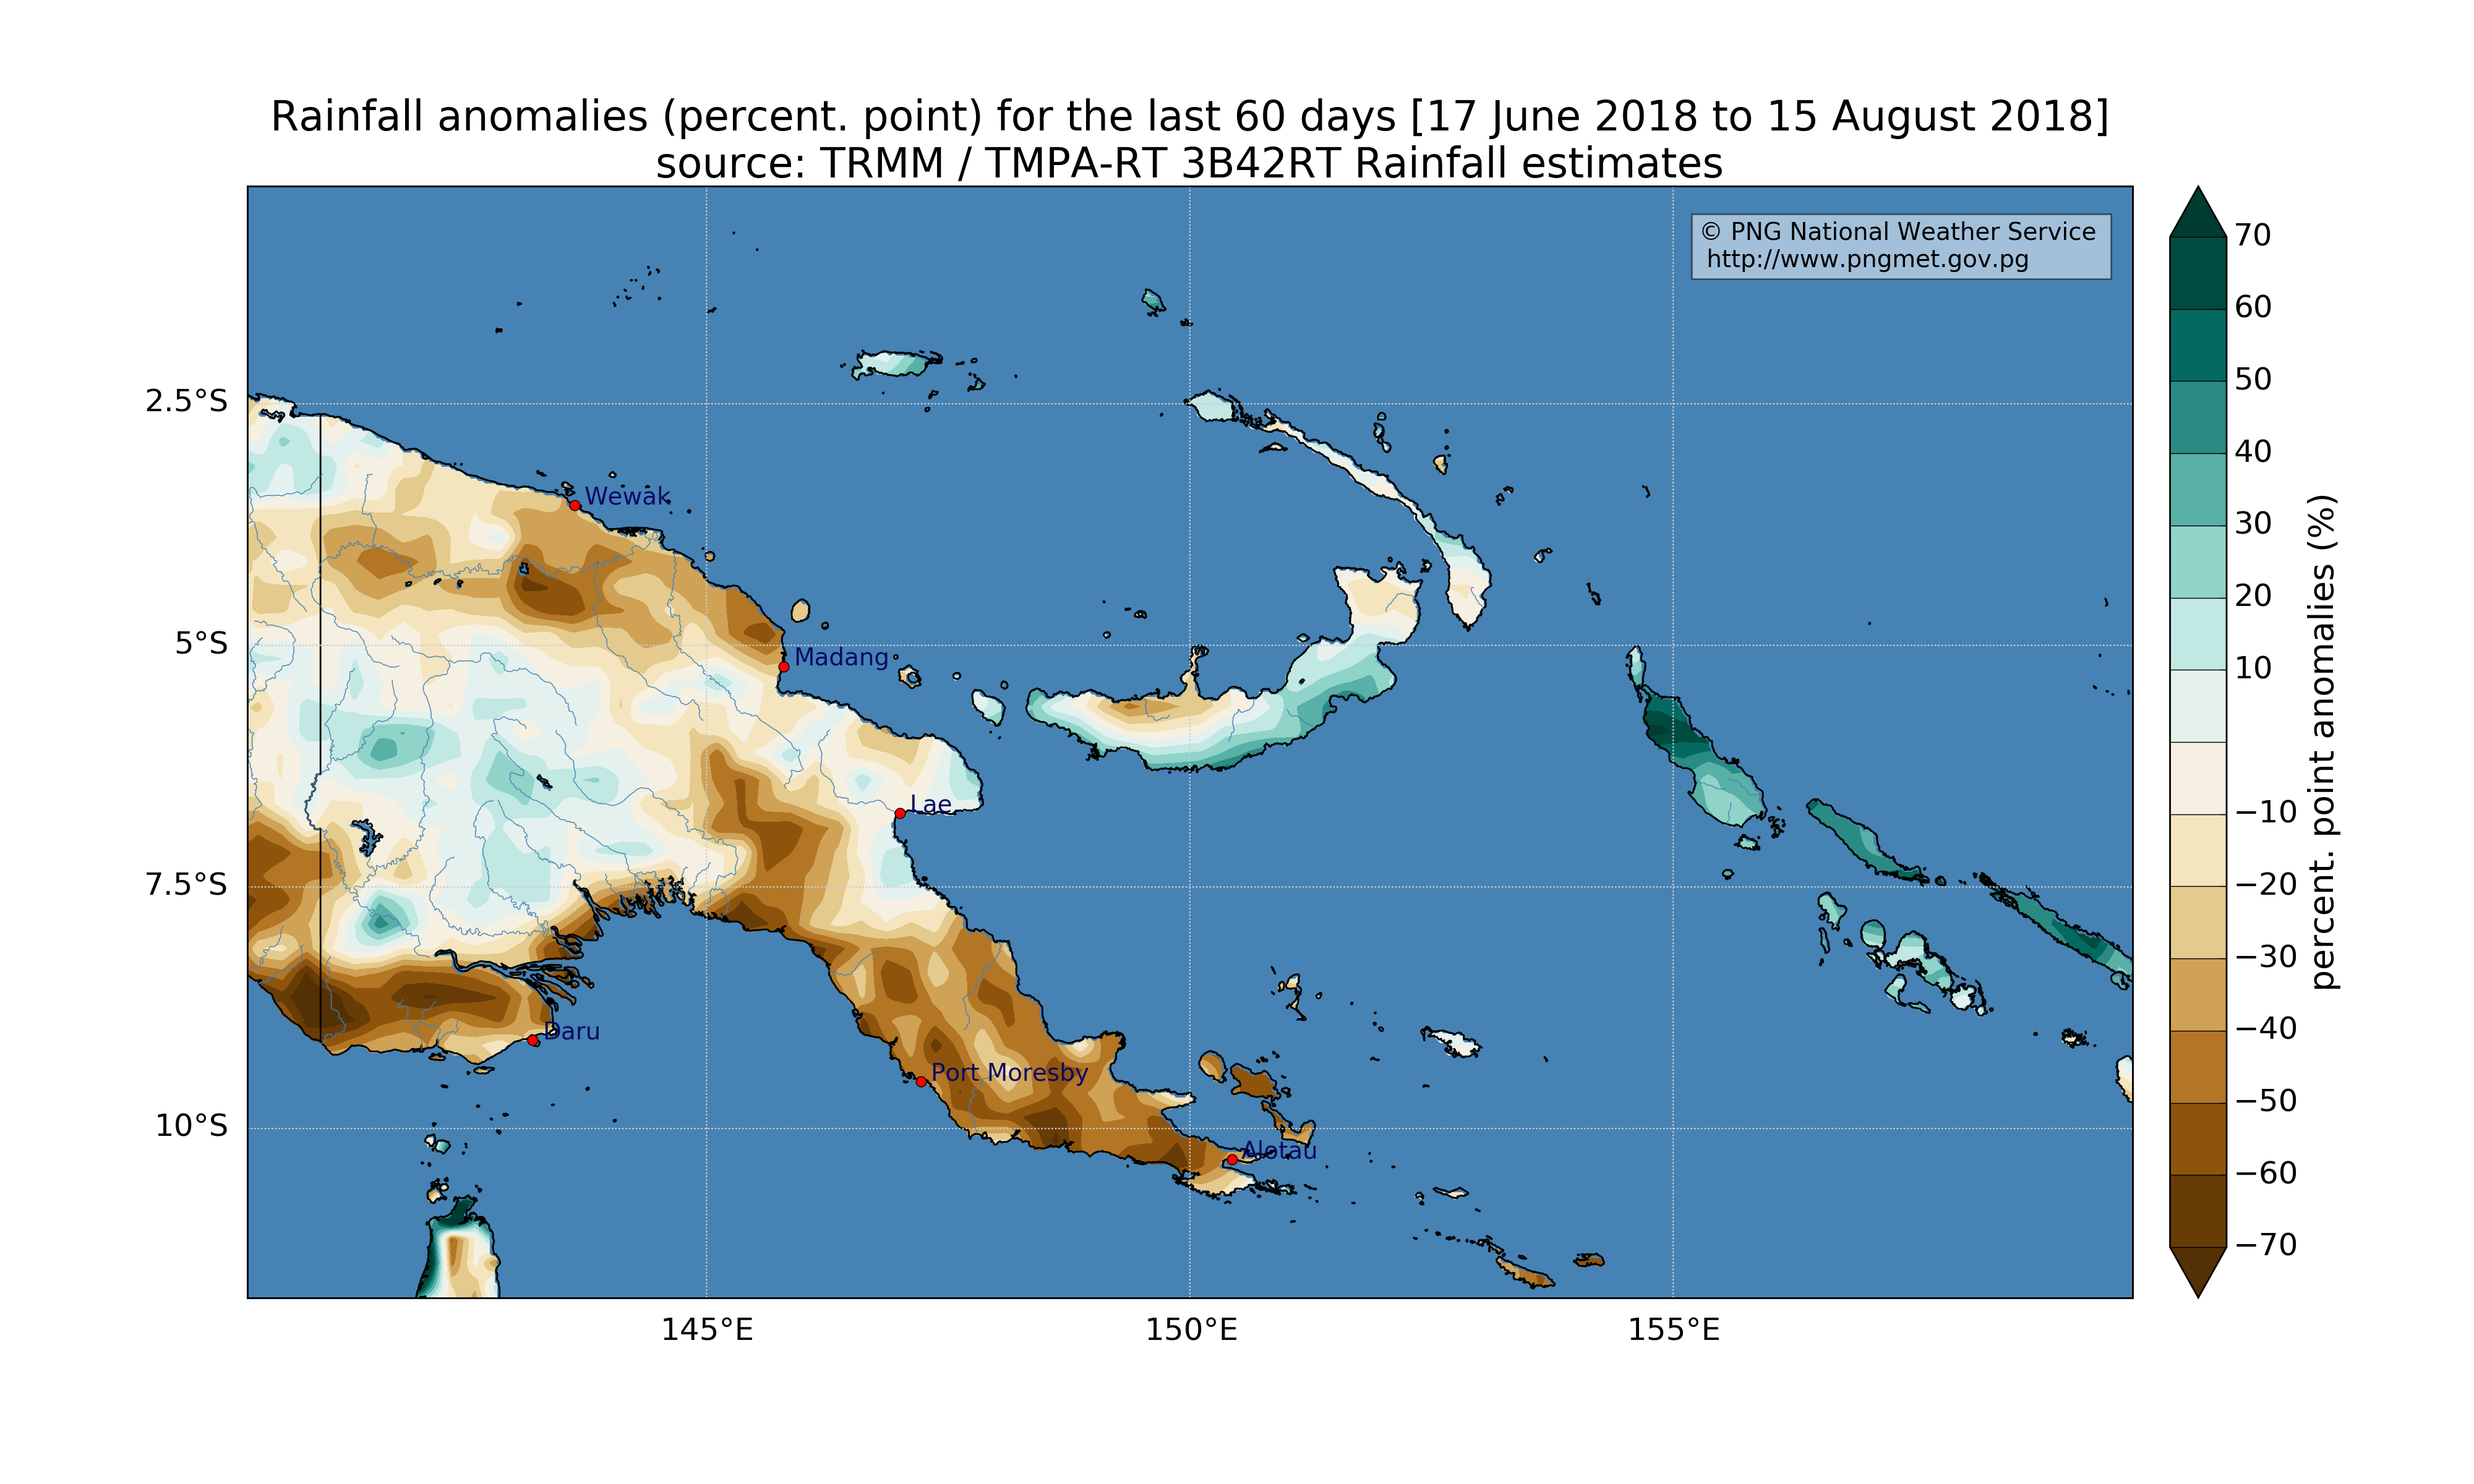 Rainfall anomalies (percent. point) for the last 60 days [17 June 2018 to 15 August 2018]
source: TRMM / TMPA-RT 3B42RT Rainfall estimates
© PNG National Weather Service
http://www.pngmet.gov.pg
2.5°S
5°S
7.5°S
10°S
145°E
150°E
155°E
Wewak
Madang
Lae
Daru
Port Moresby
Alotau
70
60
50
40
30
20
10
−10
−20
−30
−40
−50
−60
−70
percent. point anomalies (%)